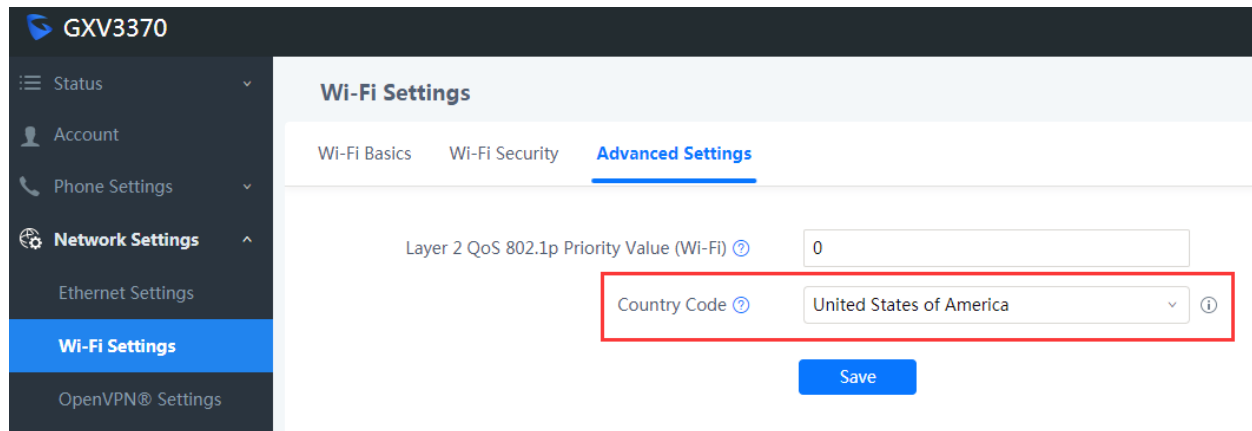 GXV3370
Status
Account
Phone Settings
Network Settings
Ethernet Settings
Wi-Fi Settings
OpenVPN® Settings
Wi-Fi Settings
Wi-Fi Basics Wi-Fi Security Advanced Settings
Layer 2 QoS 802.1p Priority Value (Wi-Fi) ? 0
Country Code ? United States of America i
Save